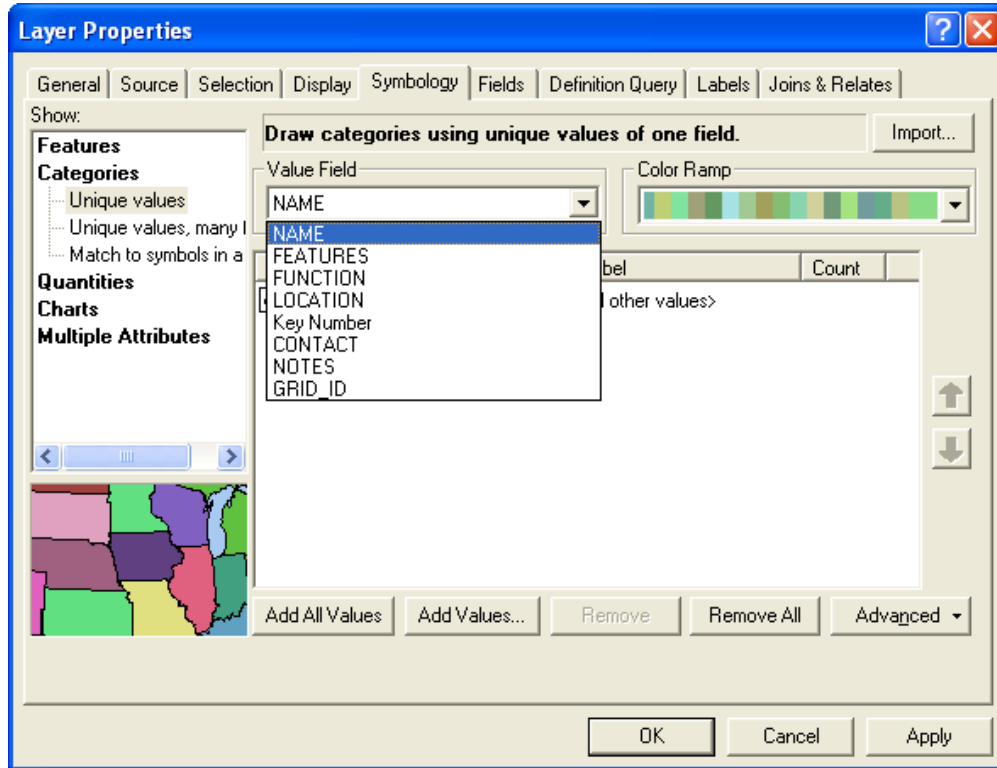 Layer Properties
General Source Selection Display Symbology Fields Definition Query Labels Joins & Relates
Show:
Features
Categories
Unique values
Unique values, many
Match to symbols in a
Quantities
Charts
Multiple Attributes
Draw categories using unique values of one field.
Import...
Value Field
NAME
Color Ramp
NAME
FEATURES
FUNCTION
LOCATION
Key Number
CONTACT
NOTES
GRID_ID
bel
Count
other values>
Add All Values
Add Values...
Remove
Remove All
Advanced
OK
Cancel
Apply